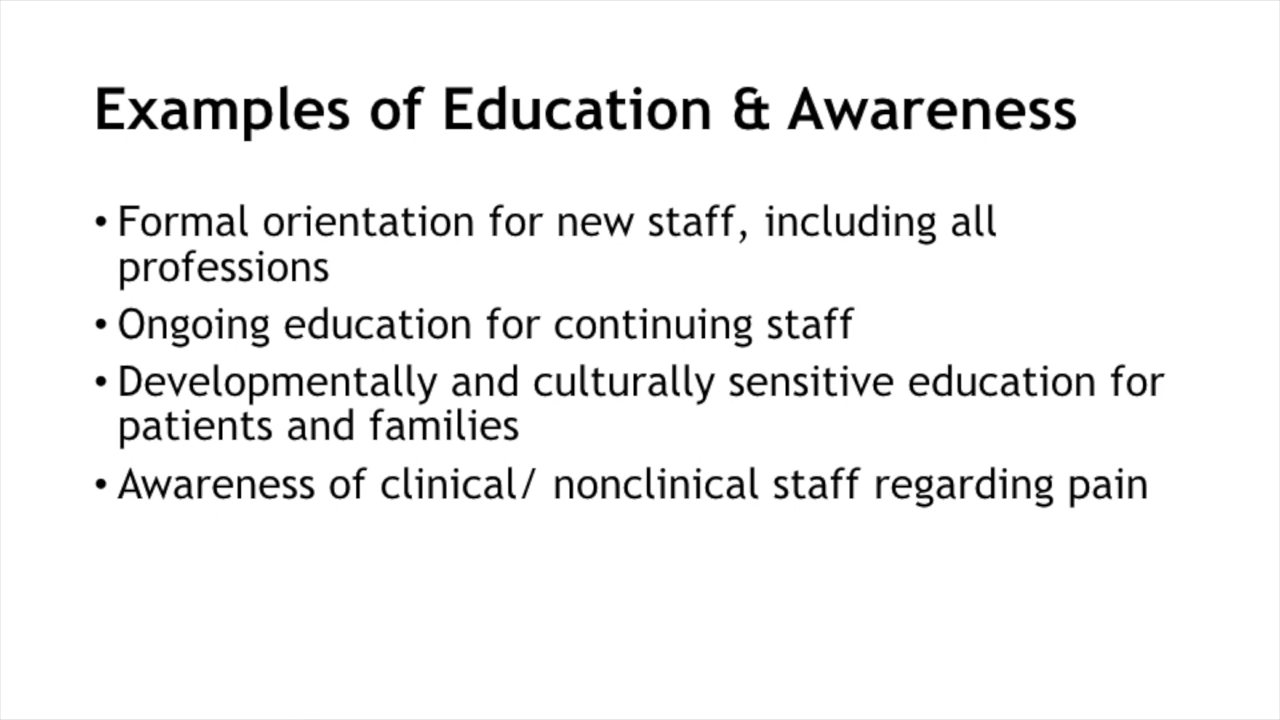 Examples of Education & Awareness
• Formal orientation for new staff, including all
professions
• Ongoing education for continuing staff
• Developmentally and culturally sensitive education for
patients and families
• Awareness of clinical/ nonclinical staff regarding pain